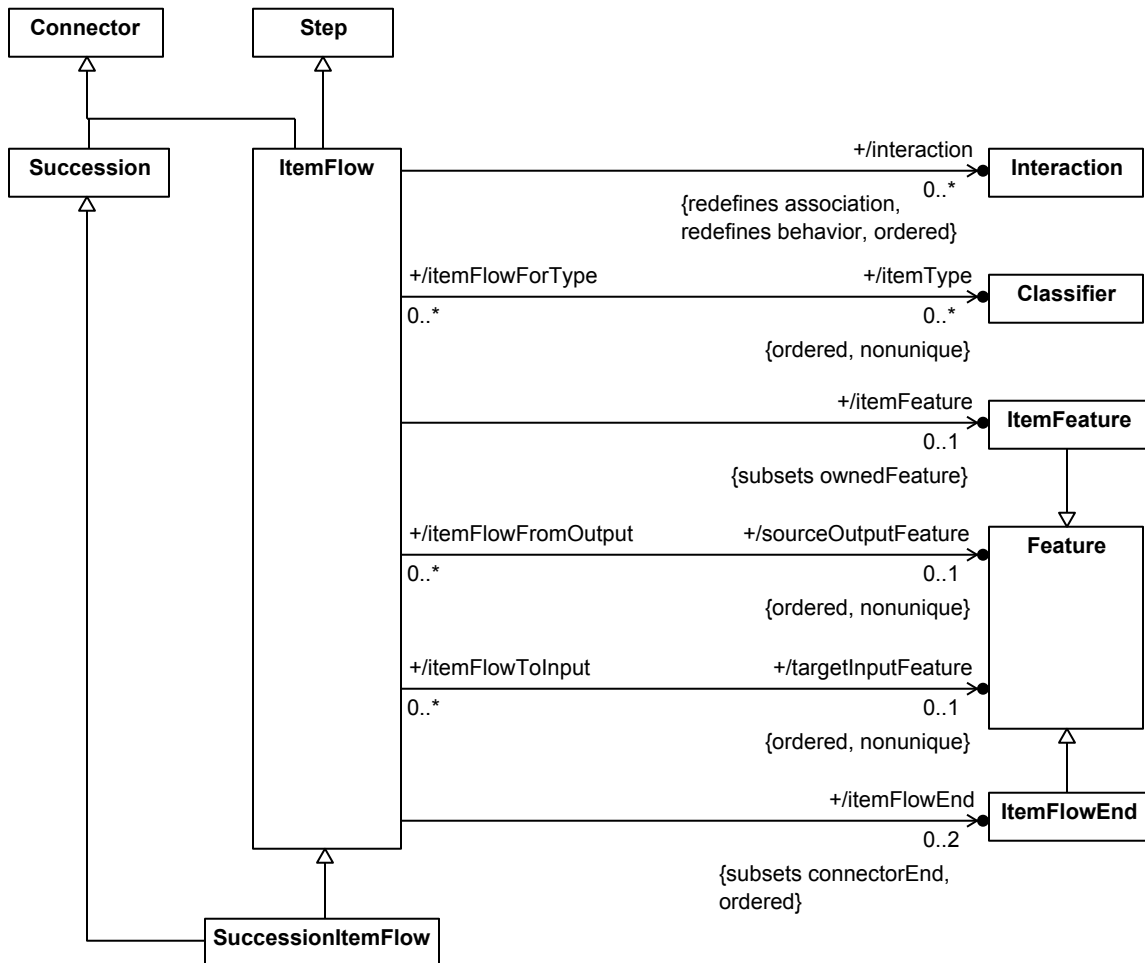 Connector
Step
Succession
ItemFlow
+/interaction
Interaction
0..*
{redefines association,
redefines behavior, ordered}
+/itemFlowForType
+/itemType
Classifier
0..*
0..*
{ordered, nonunique}
+/itemFeature
ItemFeature
0..1
{subsets ownedFeature}
+/itemFlowFromOutput
+/sourceOutputFeature
Feature
0..*
0..1
{ordered, nonunique}
+/itemFlowToInput
+/targetInputFeature
0..*
0..1
{ordered, nonunique}
+/itemFlowEnd
ItemFlowEnd
0..2
{subsets connectorEnd,
ordered}
SuccessionItemFlow